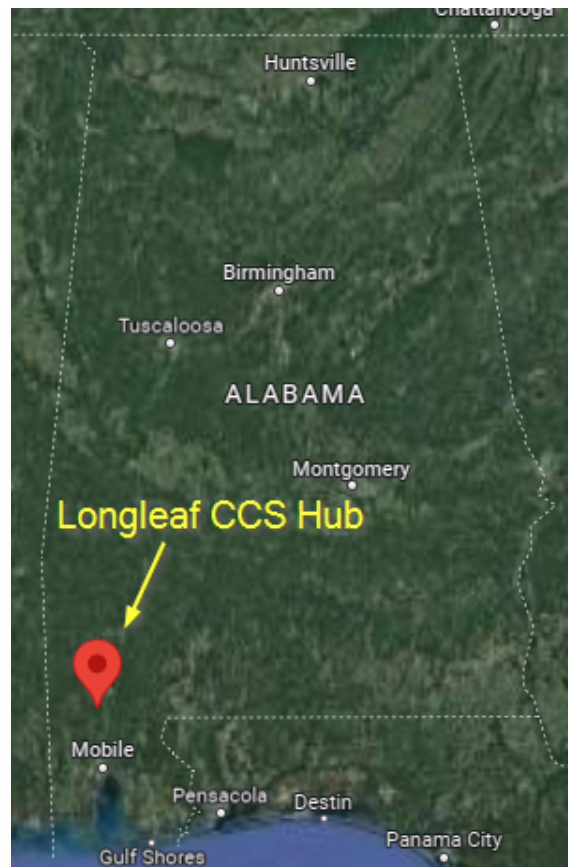 Chattanooga
Huntsville
Birmingham
Tuscaloosa
ALABAMA
Montgomery
Longleaf CCS Hub
Mobile
Pensacola
Destin
Panama City
Gulf Shores